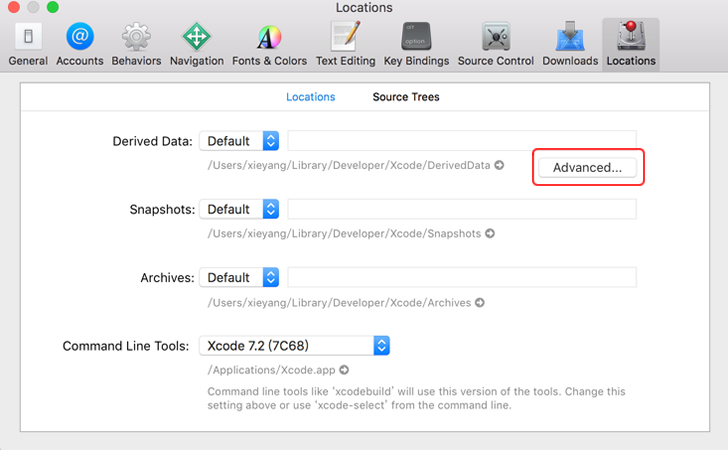 Locations
General Accounts Behaviors Navigation Fonts & Colors Text Editing Key Bindings Source Control Downloads Locations
alt
option
Locations Source Trees
Derived Data: Default
/Users/xieyang/Library/Developer/Xcode/DerivedData
Advanced...
Snapshots: Default
/Users/xieyang/Library/Developer/Xcode/Snapshots
Archives: Default
/Users/xieyang/Library/Developer/Xcode/Archives
Command Line Tools: Xcode 7.2 (7C68)
/Applications/Xcode.app
Command line tools like 'xcodebuild' will use this version of the tools. Change this
setting above or use 'xcode-select' from the command line.